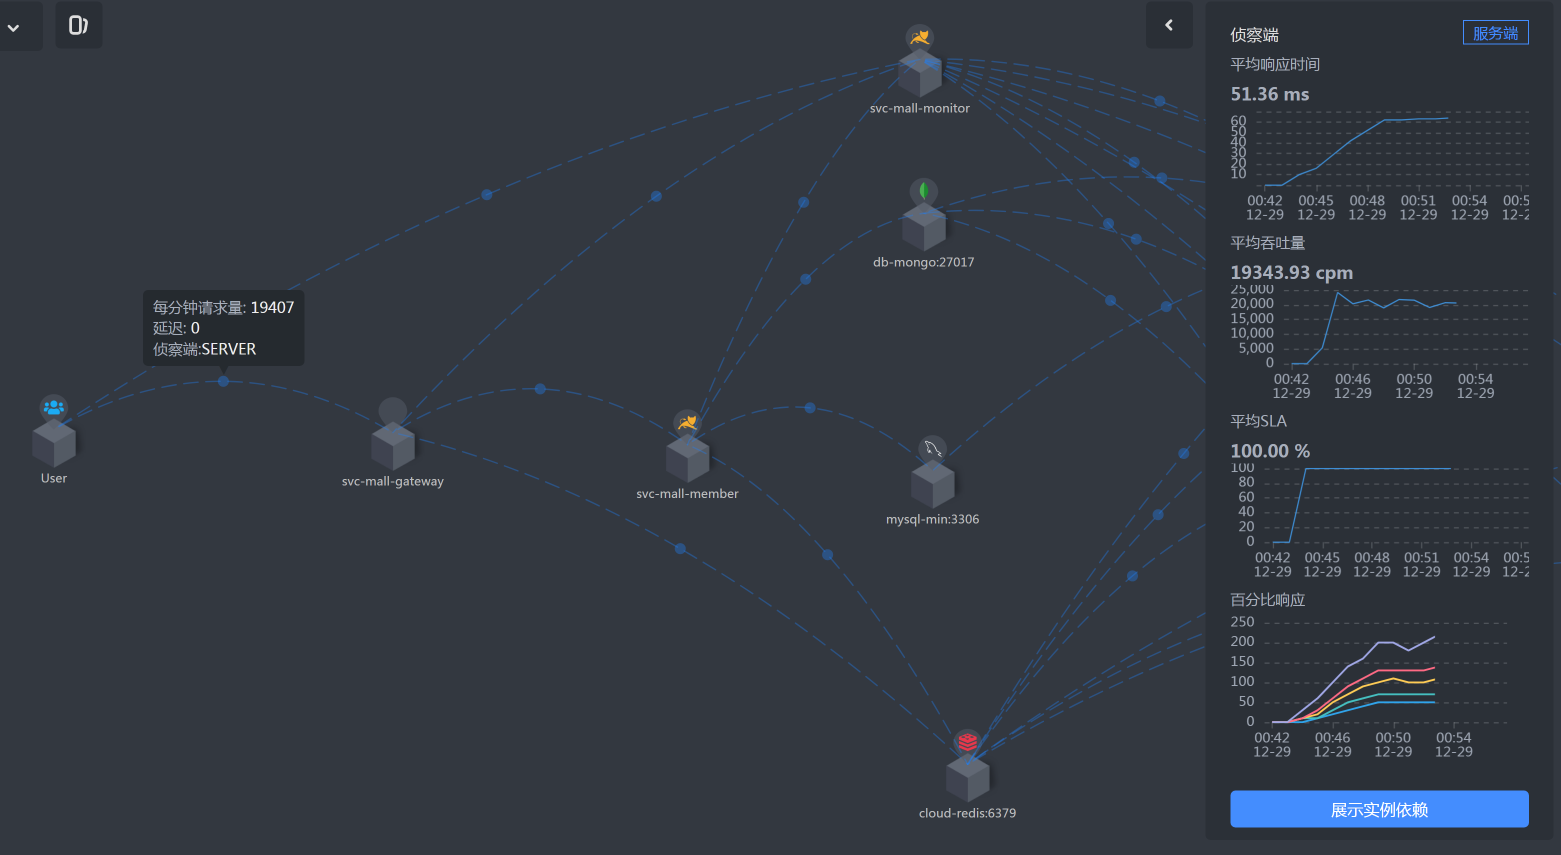 svc-mall-monitor
db-mongo:27017
每分钟请求量: 19407
延迟: 0
侦察端:SERVER
User
svc-mall-gateway
svc-mall-member
mysql-min:3306
cloud-redis:6379
侦察端
服务端
平均响应时间
51.36 ms
60
50
40
30
20
10
00:42 00:45 00:48 00:51 00:54 00:5
12-29 12-29 12-29 12-29 12-29 12-2
平均吞吐量
19343.93 cpm
25,000
20,000
15,000
10,000
5,000
0
00:42 00:46 00:50 00:54
12-29 12-29 12-29 12-29
平均SLA
100.00 %
100
80
60
40
20
0
00:42 00:45 00:48 00:51 00:54 00:5
12-29 12-29 12-29 12-29 12-29 12-2
百分比响应
250
200
150
100
50
0
00:42 00:46 00:50 00:54
12-29 12-29 12-29 12-29
展示实例依赖